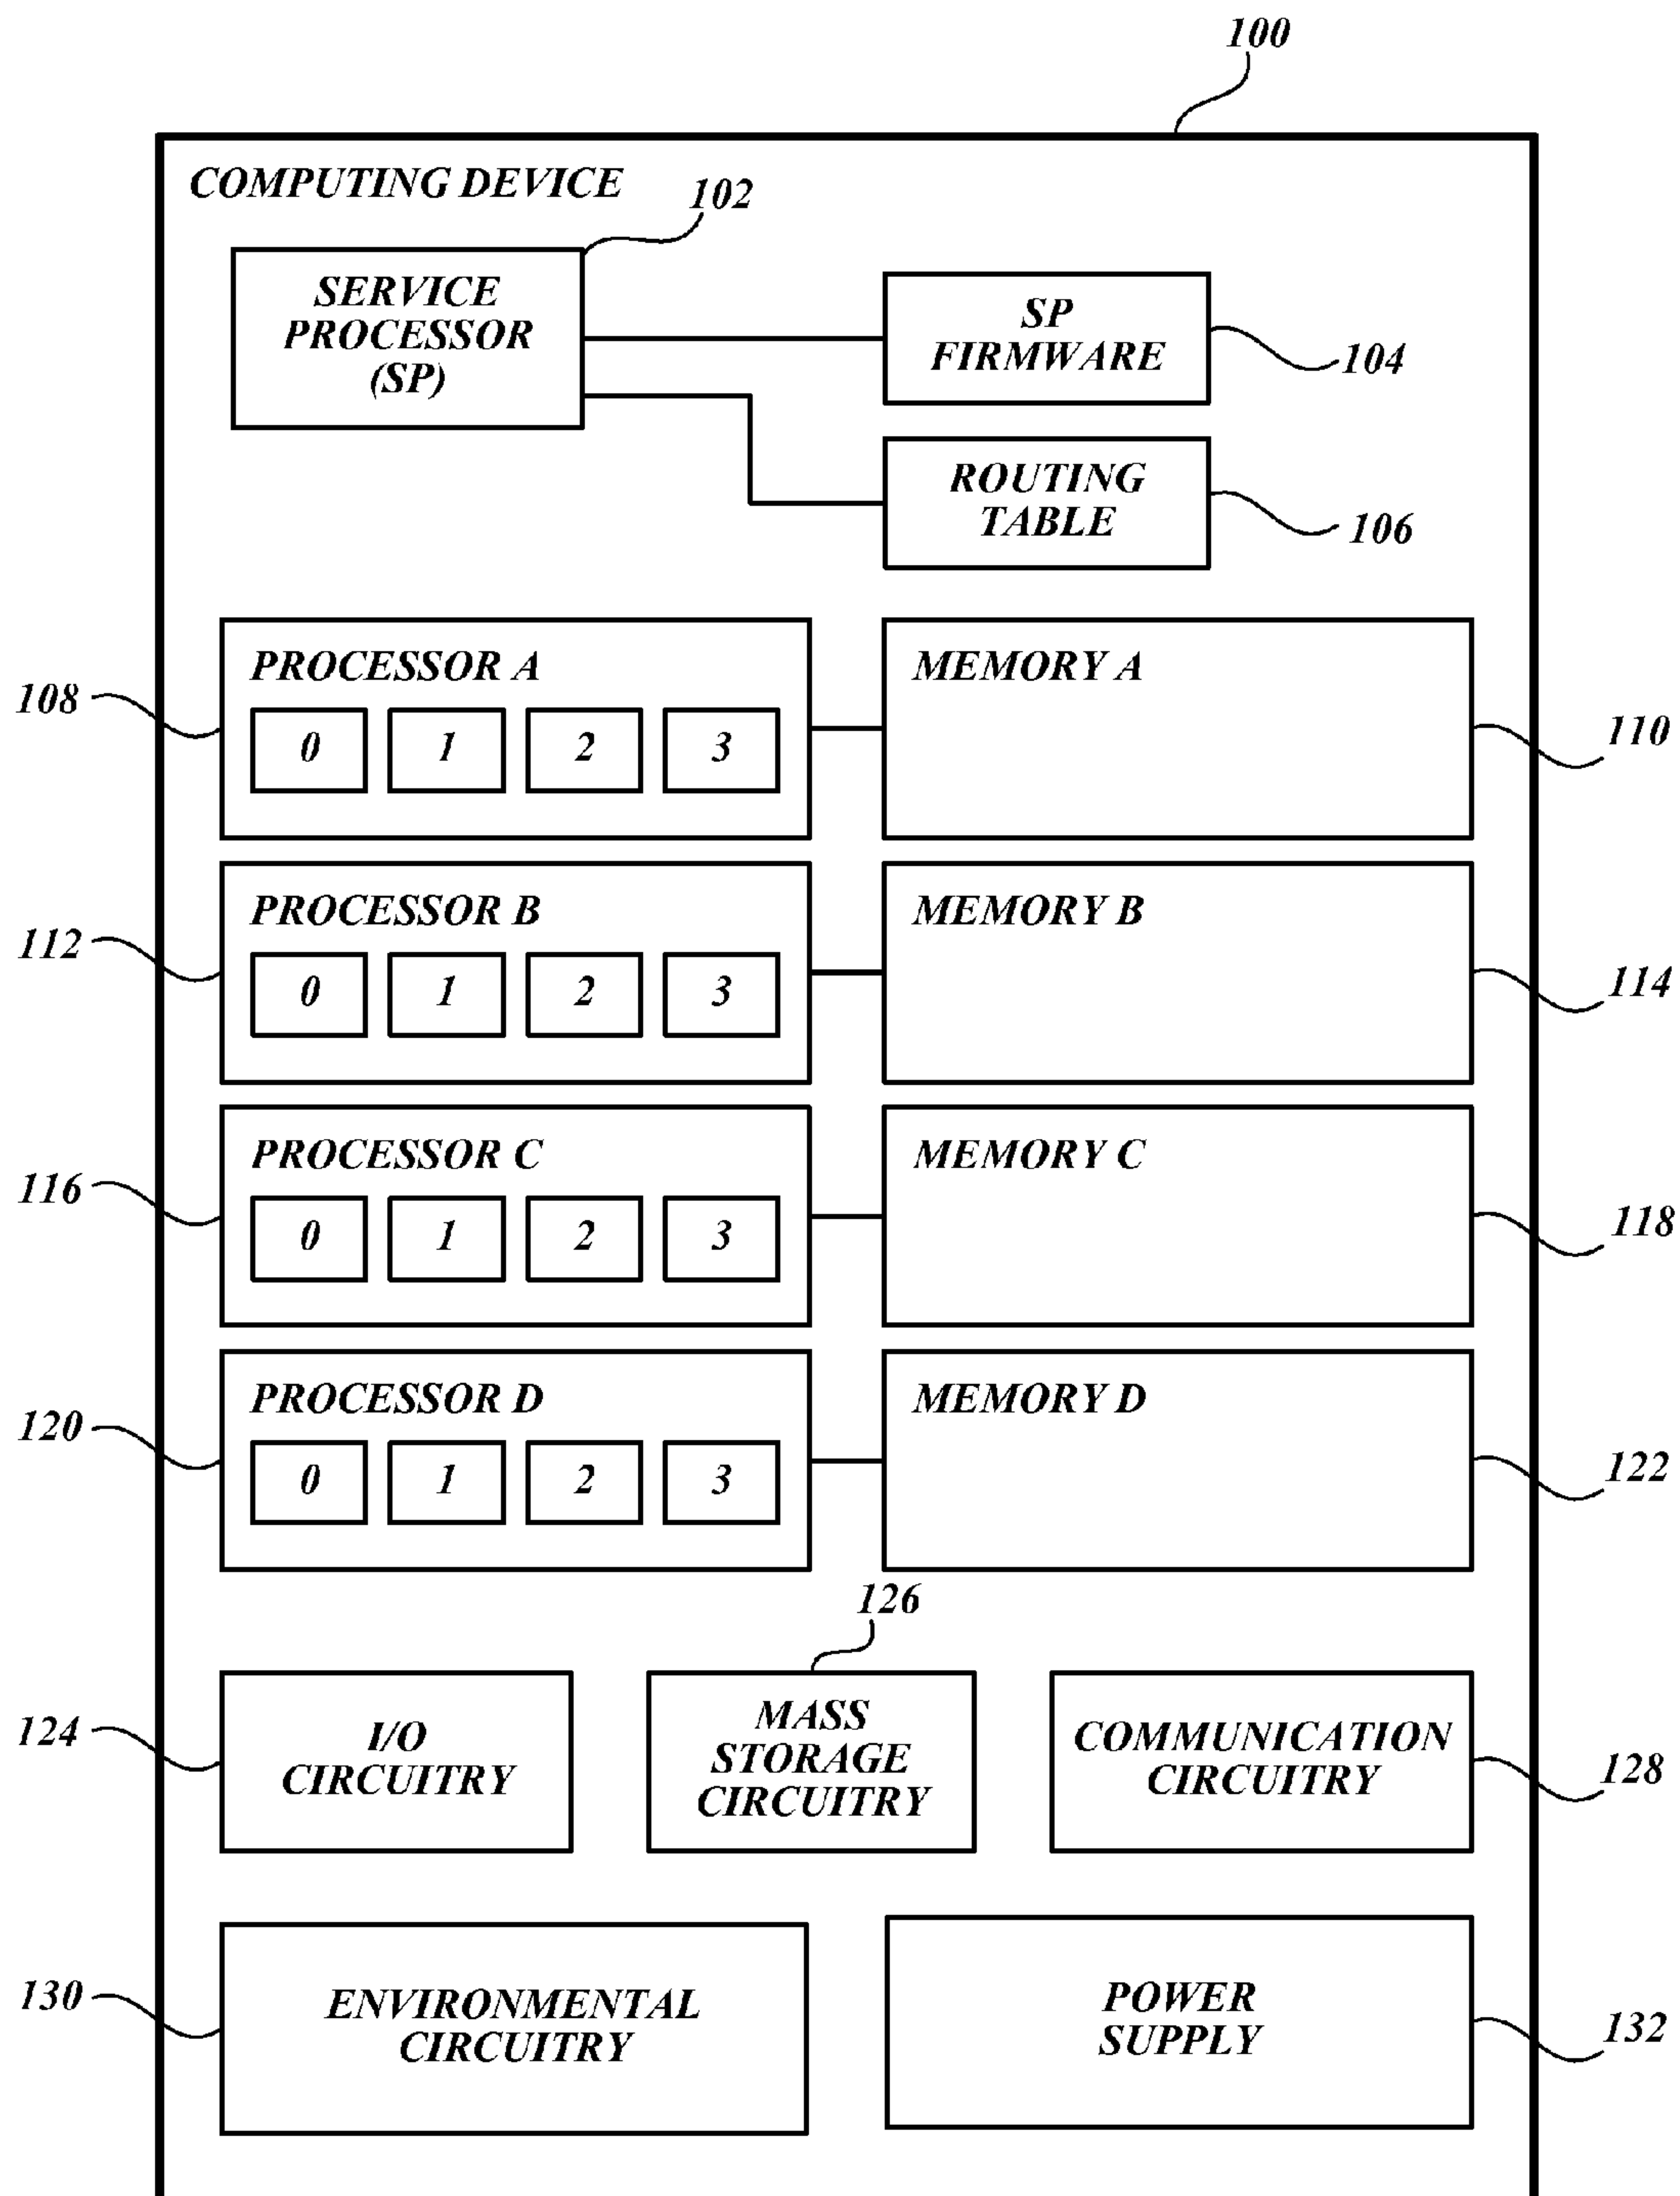 100
COMPUTING DEVICE
102
SERVICE
PROCESSOR
(SP)
SP
FIRMWARE
104
ROUTING
TABLE
106
PROCESSOR A
MEMORY A
108
0 1 2 3
110
PROCESSOR B
MEMORY B
112
0 1 2 3
114
PROCESSOR C
MEMORY C
116
0 1 2 3
118
PROCESSOR D
MEMORY D
120
0 1 2 3
122
126
124
I/O
CIRCUITRY
MASS
STORAGE
CIRCUITRY
COMMUNICATION
CIRCUITRY
128
130
ENVIRONMENTAL
CIRCUITRY
POWER
SUPPLY
132